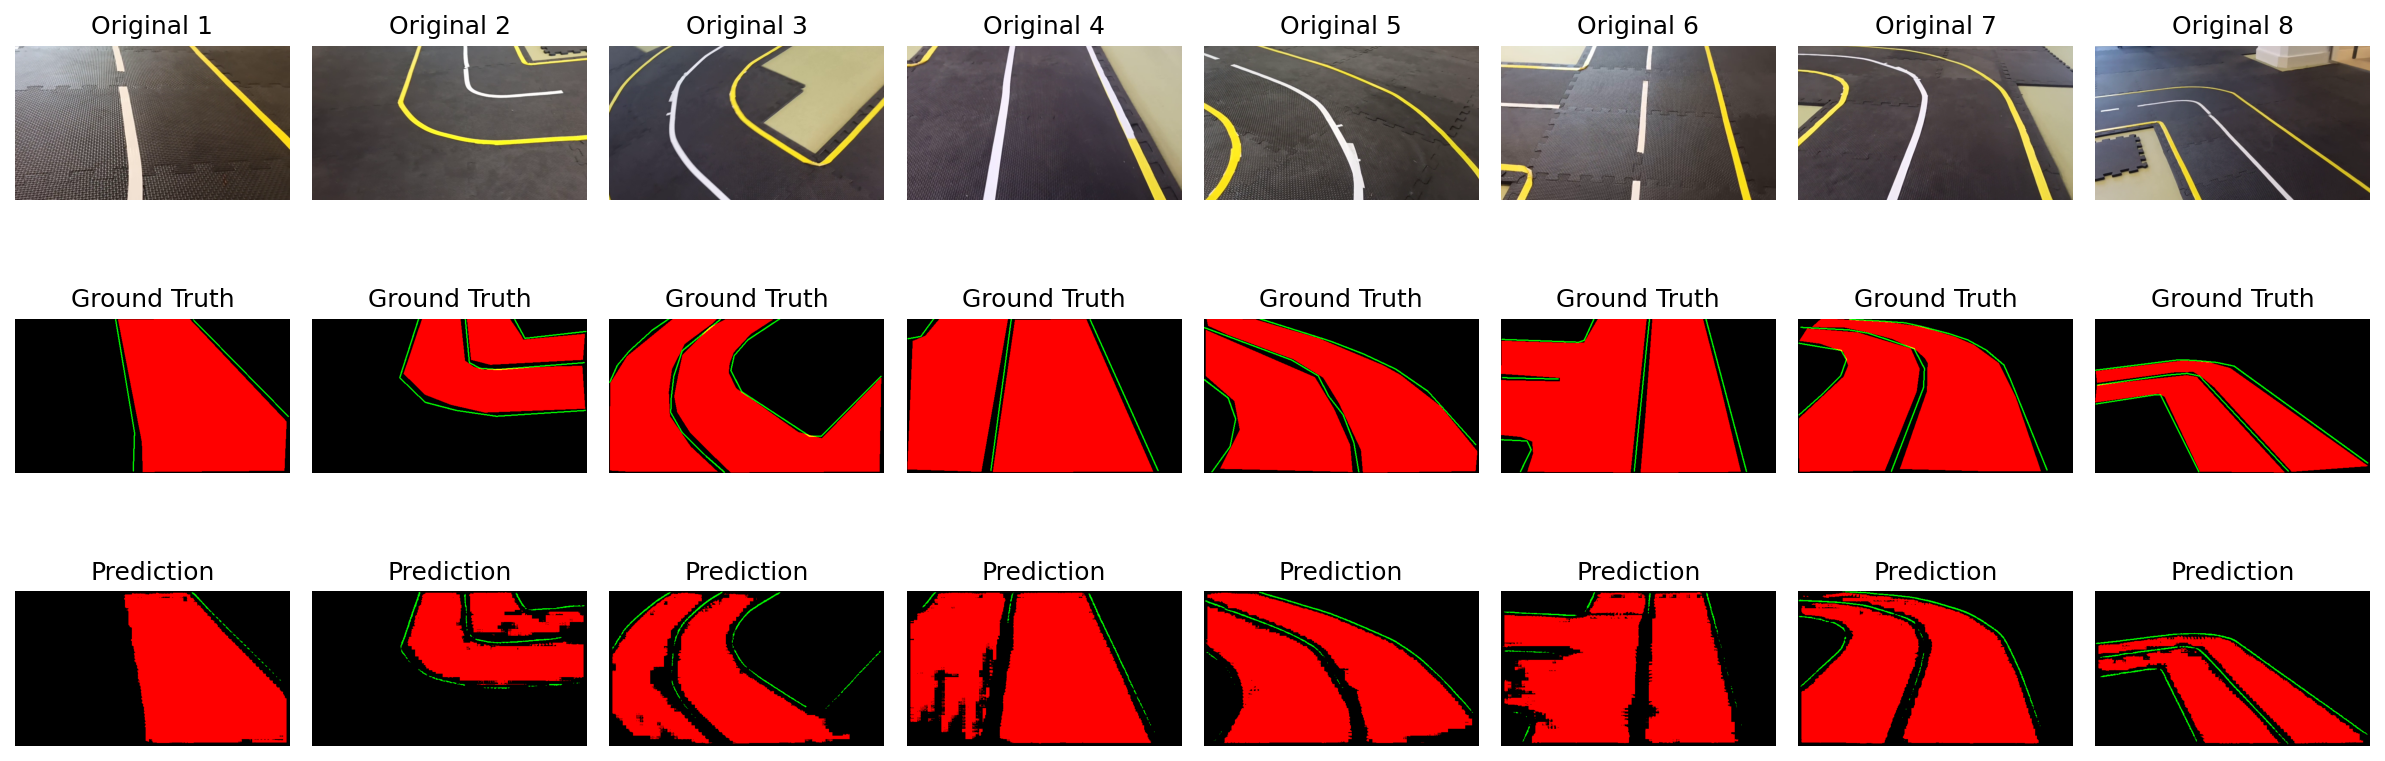 Original 1
Original 2
Original 3
Original 4
Original 5
Original 6
Original 7
Original 8
Ground Truth
Ground Truth
Ground Truth
Ground Truth
Ground Truth
Ground Truth
Ground Truth
Ground Truth
Prediction
Prediction
Prediction
Prediction
Prediction
Prediction
Prediction
Prediction